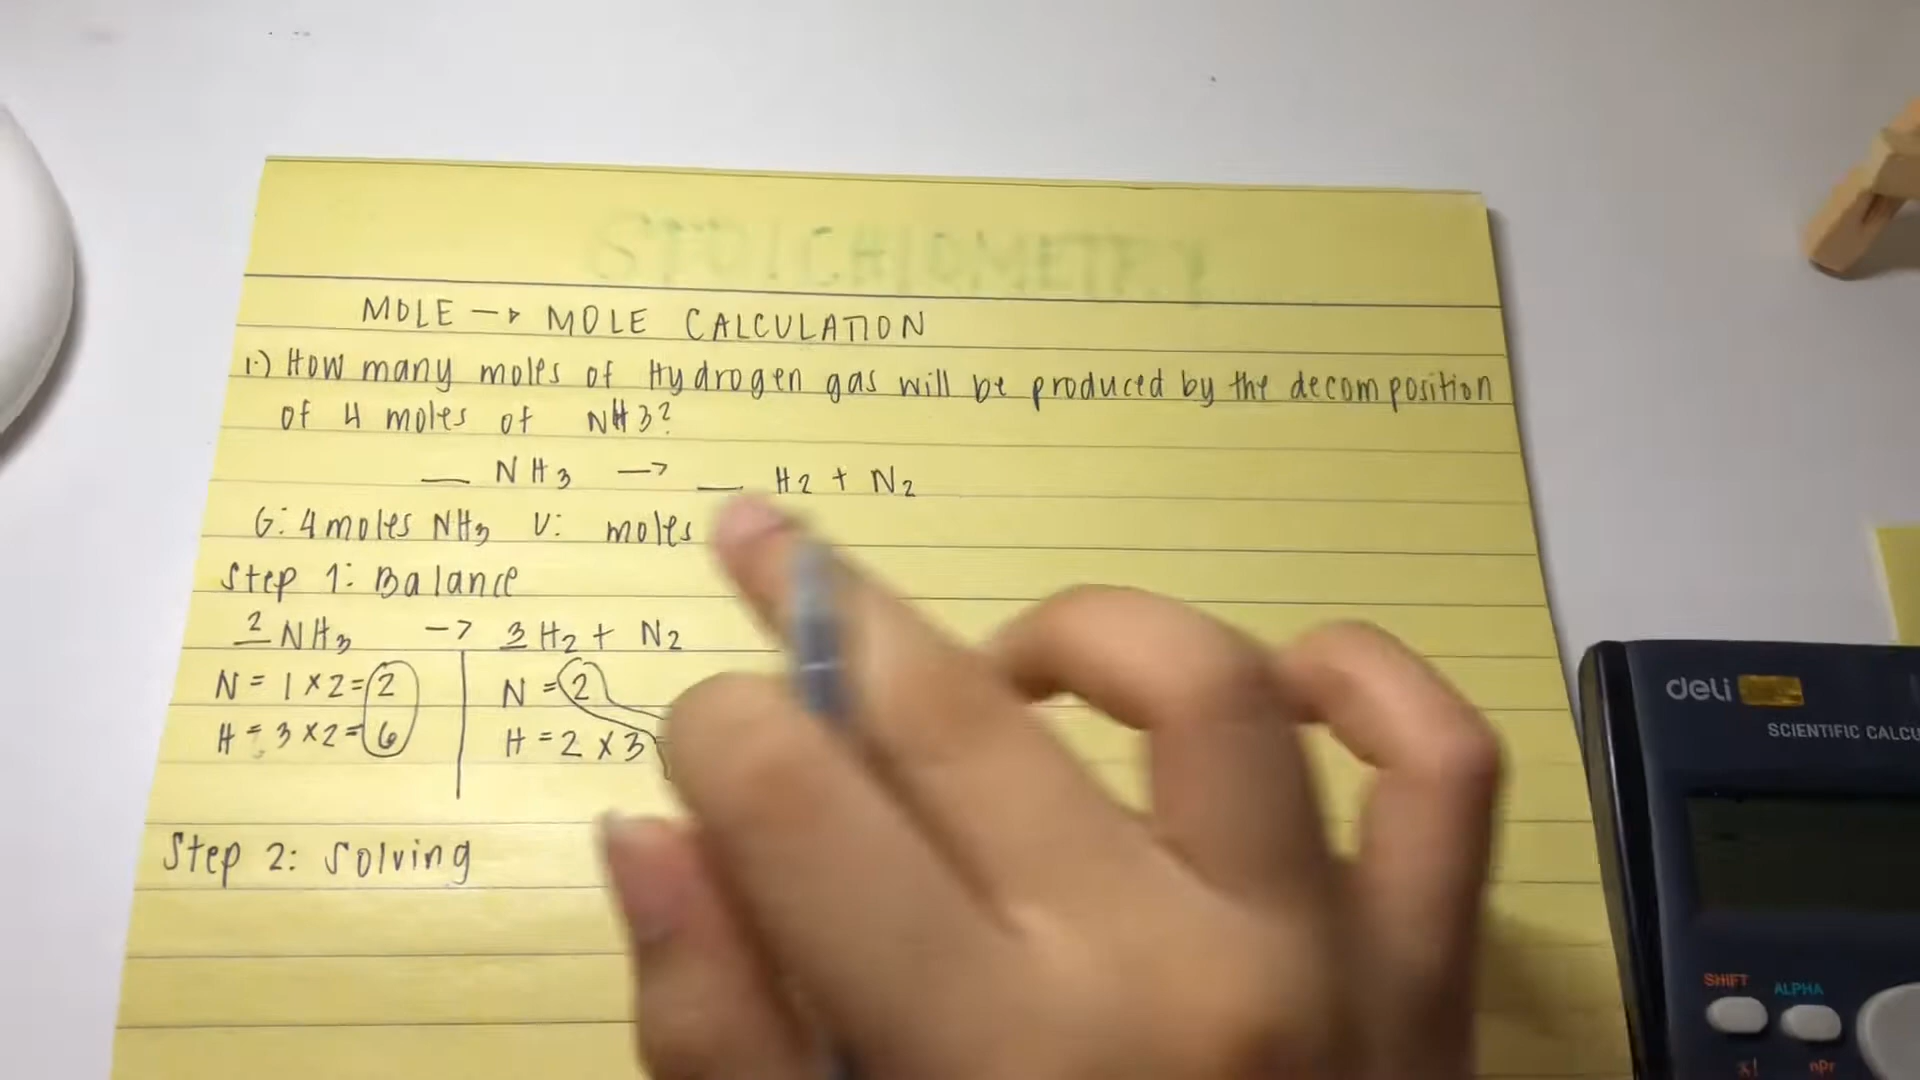 STOICHIOMETRY
MOLE → MOLE CALCULATION
1.) How many moles of Hydrogen gas will be produced by the decomposition
of 4 moles of NH3?
__ NH3 → __ H2 + N2
G: 4 moles NH3 U: moles
Step 1: Balance
2 NH3 → 3 H2 + N2
N = 1 x 2 = 2 N = 2
H = 3 x 2 = 6 H = 2 x 3
Step 2: Solving
deli
SCIENTIFIC CALCU
SHIFT ALPHA
x! nPr